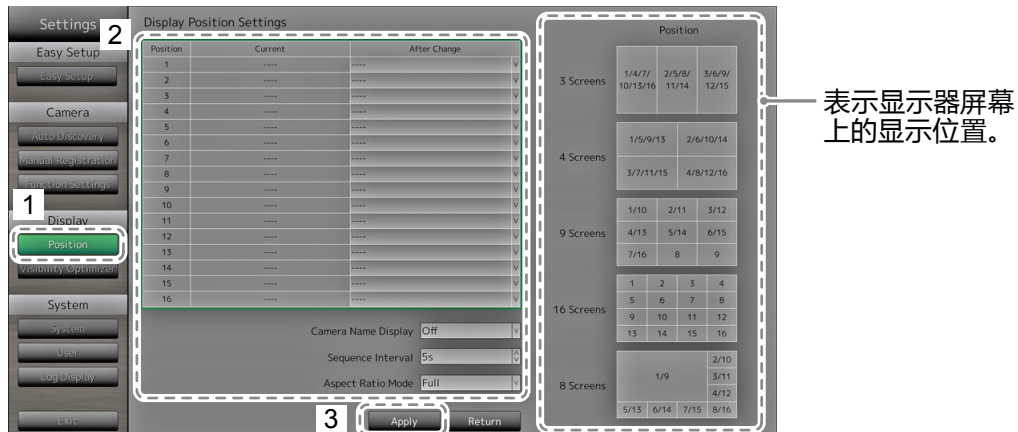 Settings
Easy Setup
Easy Setup
Camera
Auto Discovery
Manual Registration
Function Settings
1
Display
Position
Visibility Optimizer
System
System
User
Log Display
Exit
2
Display Position Settings
Position Current After Change
1 ---- ----
2 ---- ----
3 ---- ----
4 ---- ----
5 ---- ----
6 ---- ----
7 ---- ----
8 ---- ----
9 ---- ----
10 ---- ----
11 ---- ----
12 ---- ----
13 ---- ----
14 ---- ----
15 ---- ----
16 ---- ----
Camera Name Display Off
Sequence Interval 5s
Aspect Ratio Mode Full
3
Apply Return
Position
3 Screens
1/4/7/ 2/5/8/ 3/6/9/
10/13/16 11/14 12/15
4 Screens
1/5/9/13 2/6/10/14
3/7/11/15 4/8/12/16
9 Screens
1/10 2/11 3/12
4/13 5/14 6/15
7/16 8 9
16 Screens
1 2 3 4
5 6 7 8
9 10 11 12
13 14 15 16
8 Screens
1/9
2/10
3/11
4/12
5/13 6/14 7/15 8/16
表示显示器屏幕
上的显示位置。